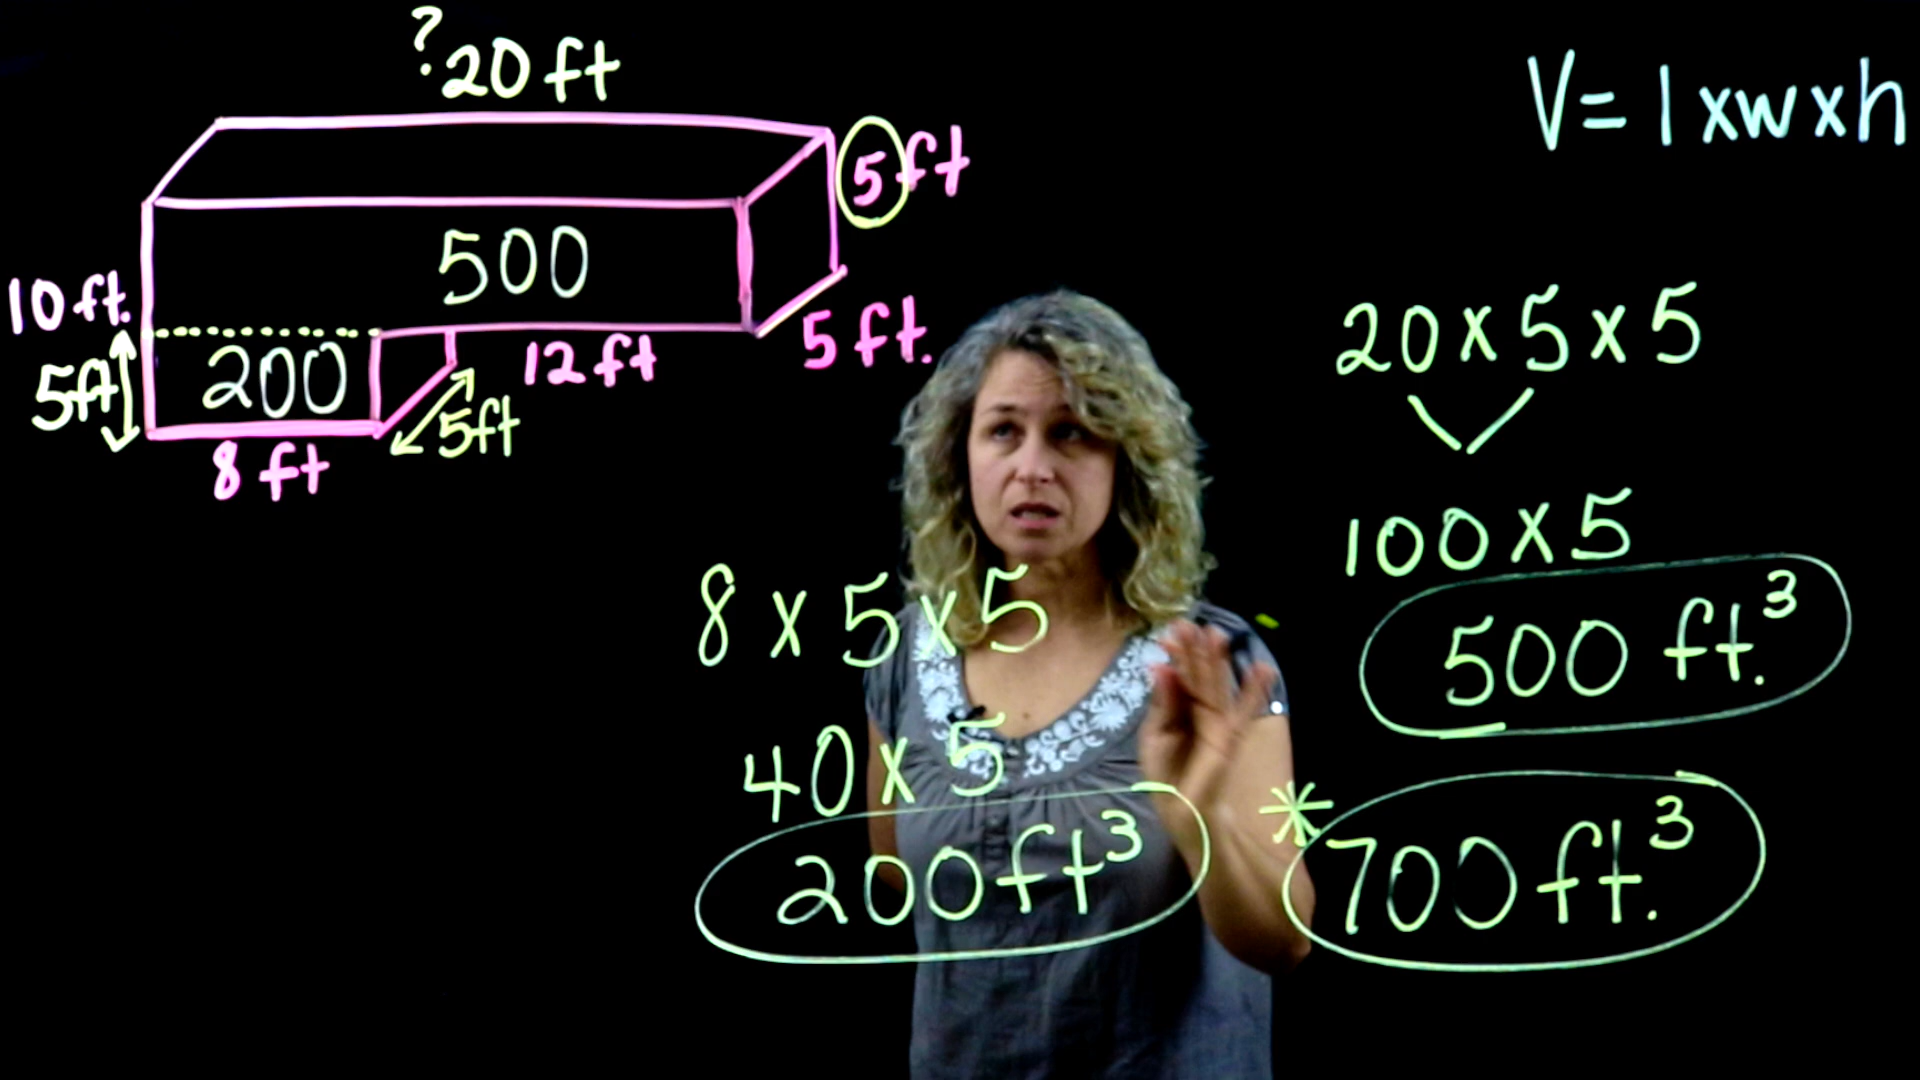 ?
20 ft
5 ft
500
10 ft.
5 ft.
12 ft
5ft
200
5ft
8 ft
V = l x w x h
20 x 5 x 5
100 x 5
500 ft.³
8 x 5 x 5
40 x 5
200 ft³
* 700 ft.³